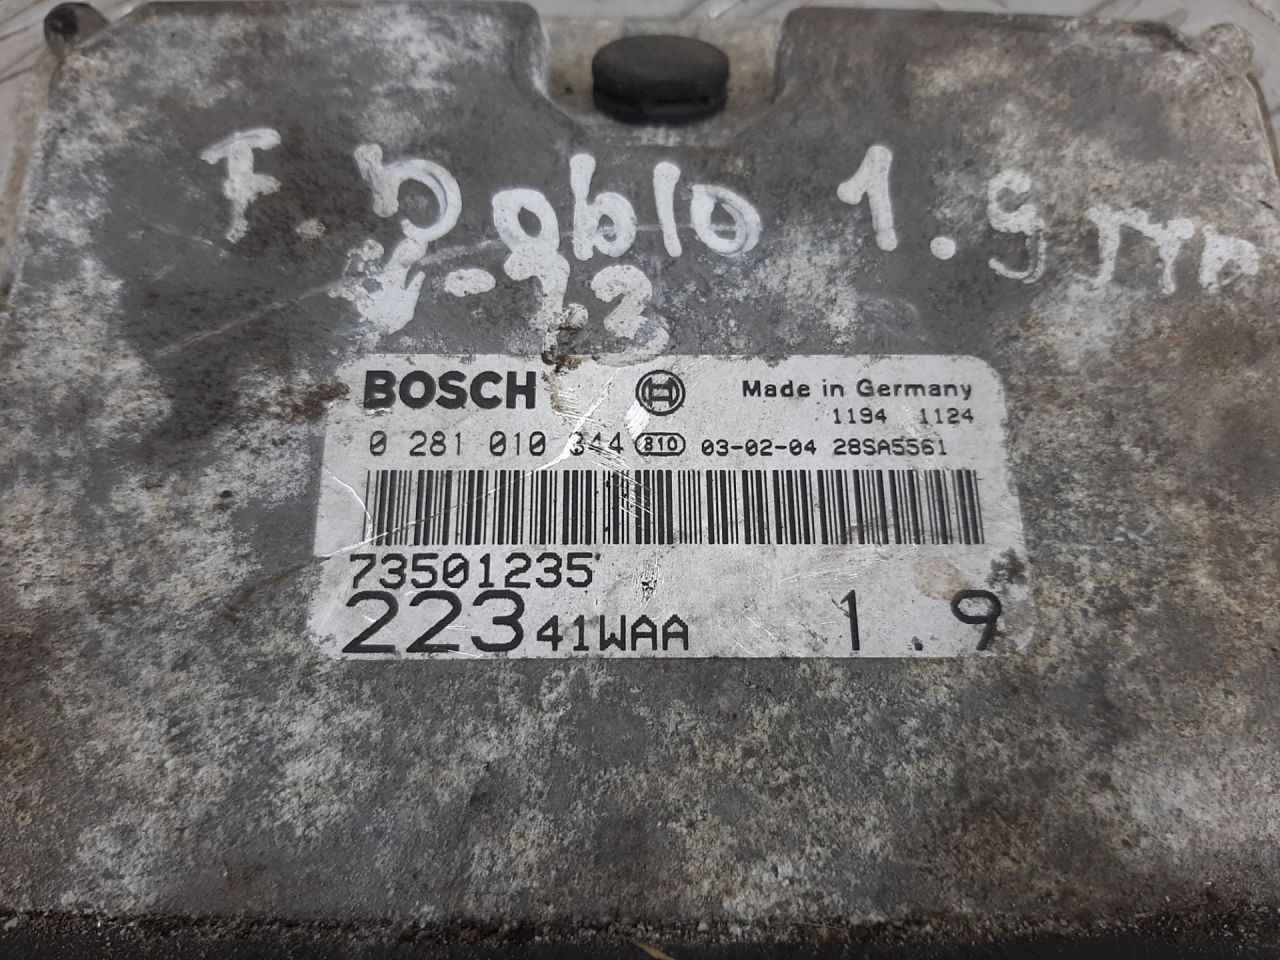 F. Doblo 1.9 JTD
V-23
BOSCH Made in Germany
1194 1124
0 281 010 344 810 03-02-04 28SA5561
73501235
223 41WAA 1.9